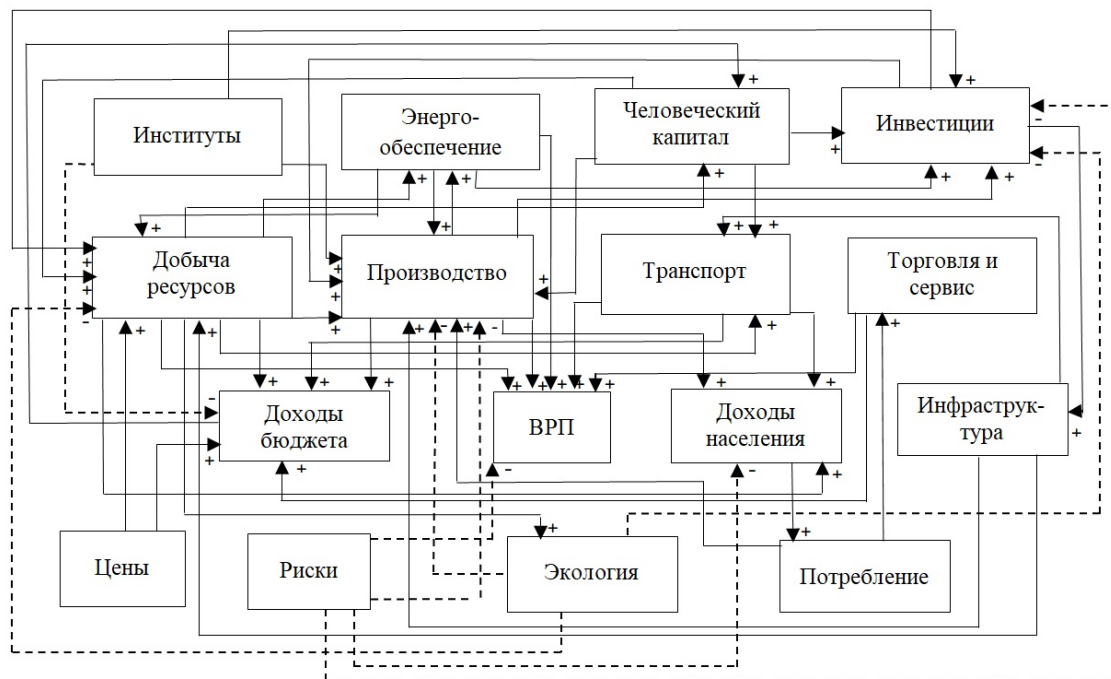 Институты
Энерго-
обеспечение
Человеческий
капитал
Инвестиции
Добыча
ресурсов
Производство
Транспорт
Торговля и
сервис
Доходы
бюджета
ВРП
Доходы
населения
Инфраструк-
тура
Цены
Риски
Экология
Потребление